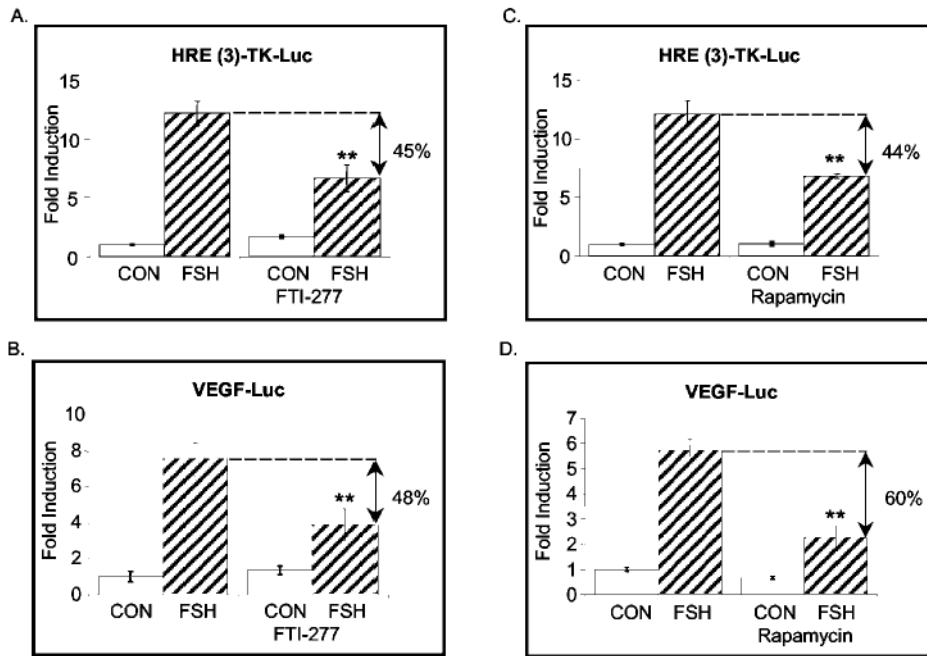 A.
HRE (3)-TK-Luc
15
10
5
0
Fold Induction
**
45%
CON FSH CON FSH
FTI-277
C.
HRE (3)-TK-Luc
15
10
5
0
Fold Induction
**
44%
CON FSH CON FSH
Rapamycin
B.
VEGF-Luc
10
8
6
4
2
0
Fold Induction
**
48%
CON FSH CON FSH
FTI-277
D.
VEGF-Luc
7
6
5
4
3
2
1
0
Fold Induction
**
60%
CON FSH CON FSH
Rapamycin